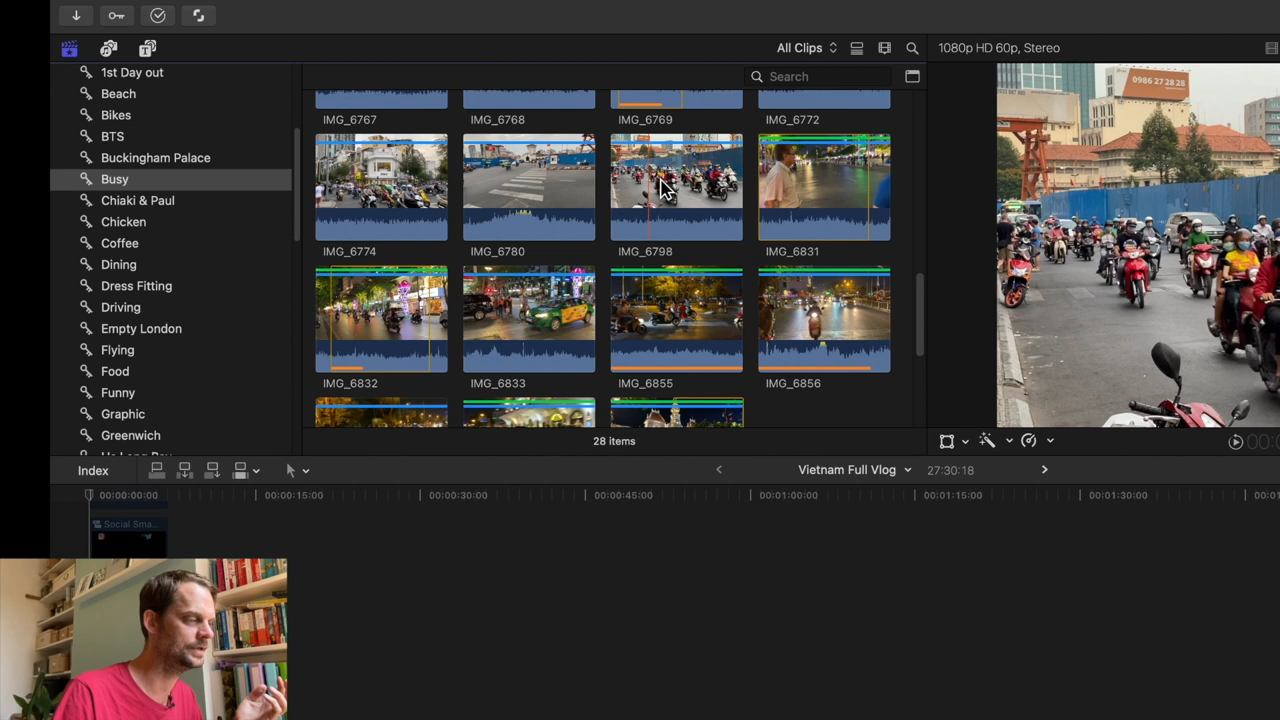 All Clips
1080p HD 60p, Stereo
Search
1st Day out
Beach
Bikes
BTS
Buckingham Palace
Busy
Chiaki & Paul
Chicken
Coffee
Dining
Dress Fitting
Driving
Empty London
Flying
Food
Funny
Graphic
Greenwich
IMG_6767
IMG_6768
IMG_6769
IMG_6772
IMG_6774
IMG_6780
IMG_6798
IMG_6831
IMG_6832
IMG_6833
IMG_6855
IMG_6856
28 items
0986 27 28 28
Index
Vietnam Full Vlog
27:30:18
00:00:00:00
00:00:15:00
00:00:30:00
00:00:45:00
00:01:00:00
00:01:15:00
00:01:30:00
Social Sma...